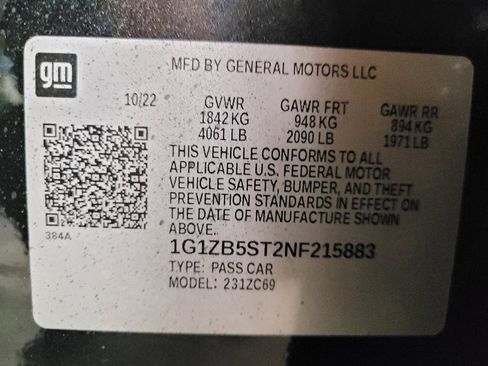 gm
MFD BY GENERAL MOTORS LLC
10/22 GVWR GAWR FRT GAWR RR
1842 KG 948 KG 894 KG
4061 LB 2090 LB 1971 LB
THIS VEHICLE CONFORMS TO ALL
APPLICABLE U.S. FEDERAL MOTOR
VEHICLE SAFETY, BUMPER, AND THEFT
PREVENTION STANDARDS IN EFFECT ON
THE DATE OF MANUFACTURE SHOWN
ABOVE..
384A
1G1ZB5ST2NF215883
TYPE: PASS CAR
MODEL: 231ZC69